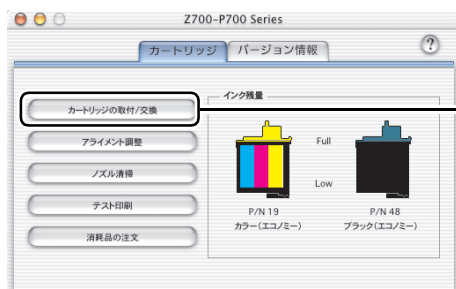 Z700-P700 Series
カートリッジ バージョン情報
?
カートリッジの取付/交換
アライメント調整
ノズル清掃
テスト印刷
消耗品の注文
インク残量
Full
Low
P/N 19 P/N 48
カラー(エコノミー) ブラック(エコノミー)